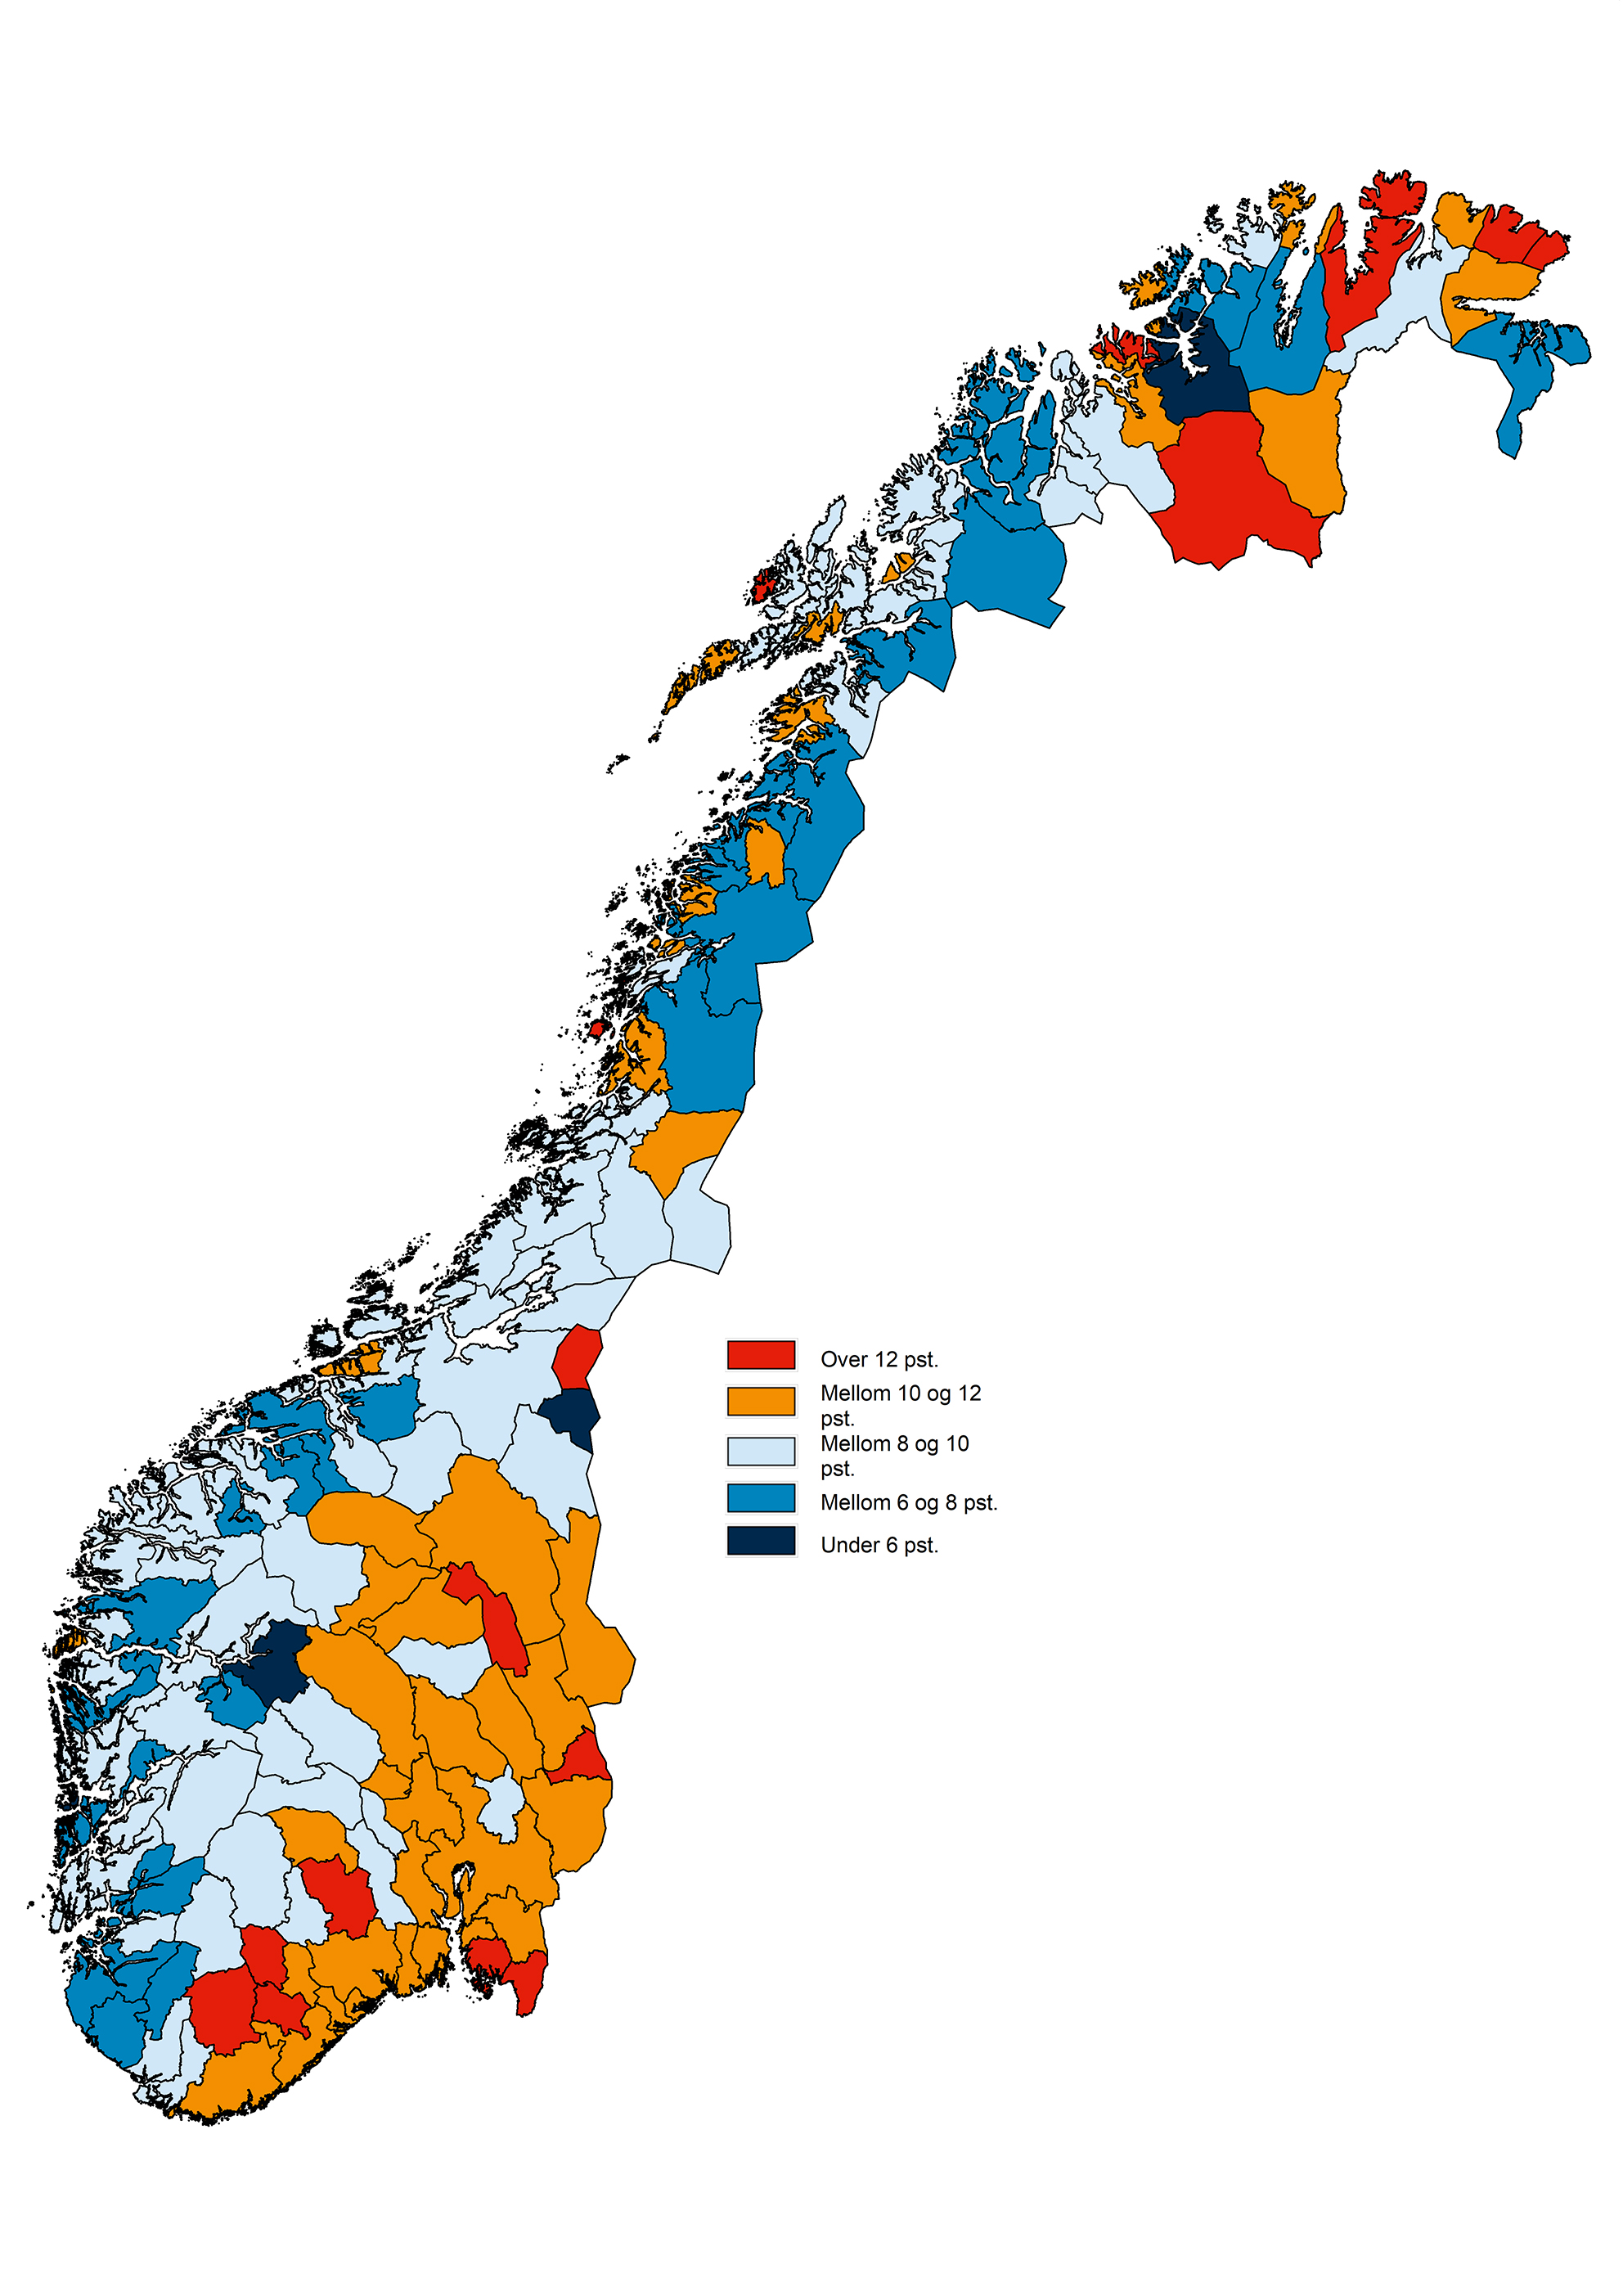 Over 12 pst.
Mellom 10 og 12
pst.
Mellom 8 og 10
pst.
Mellom 6 og 8 pst.
Under 6 pst.